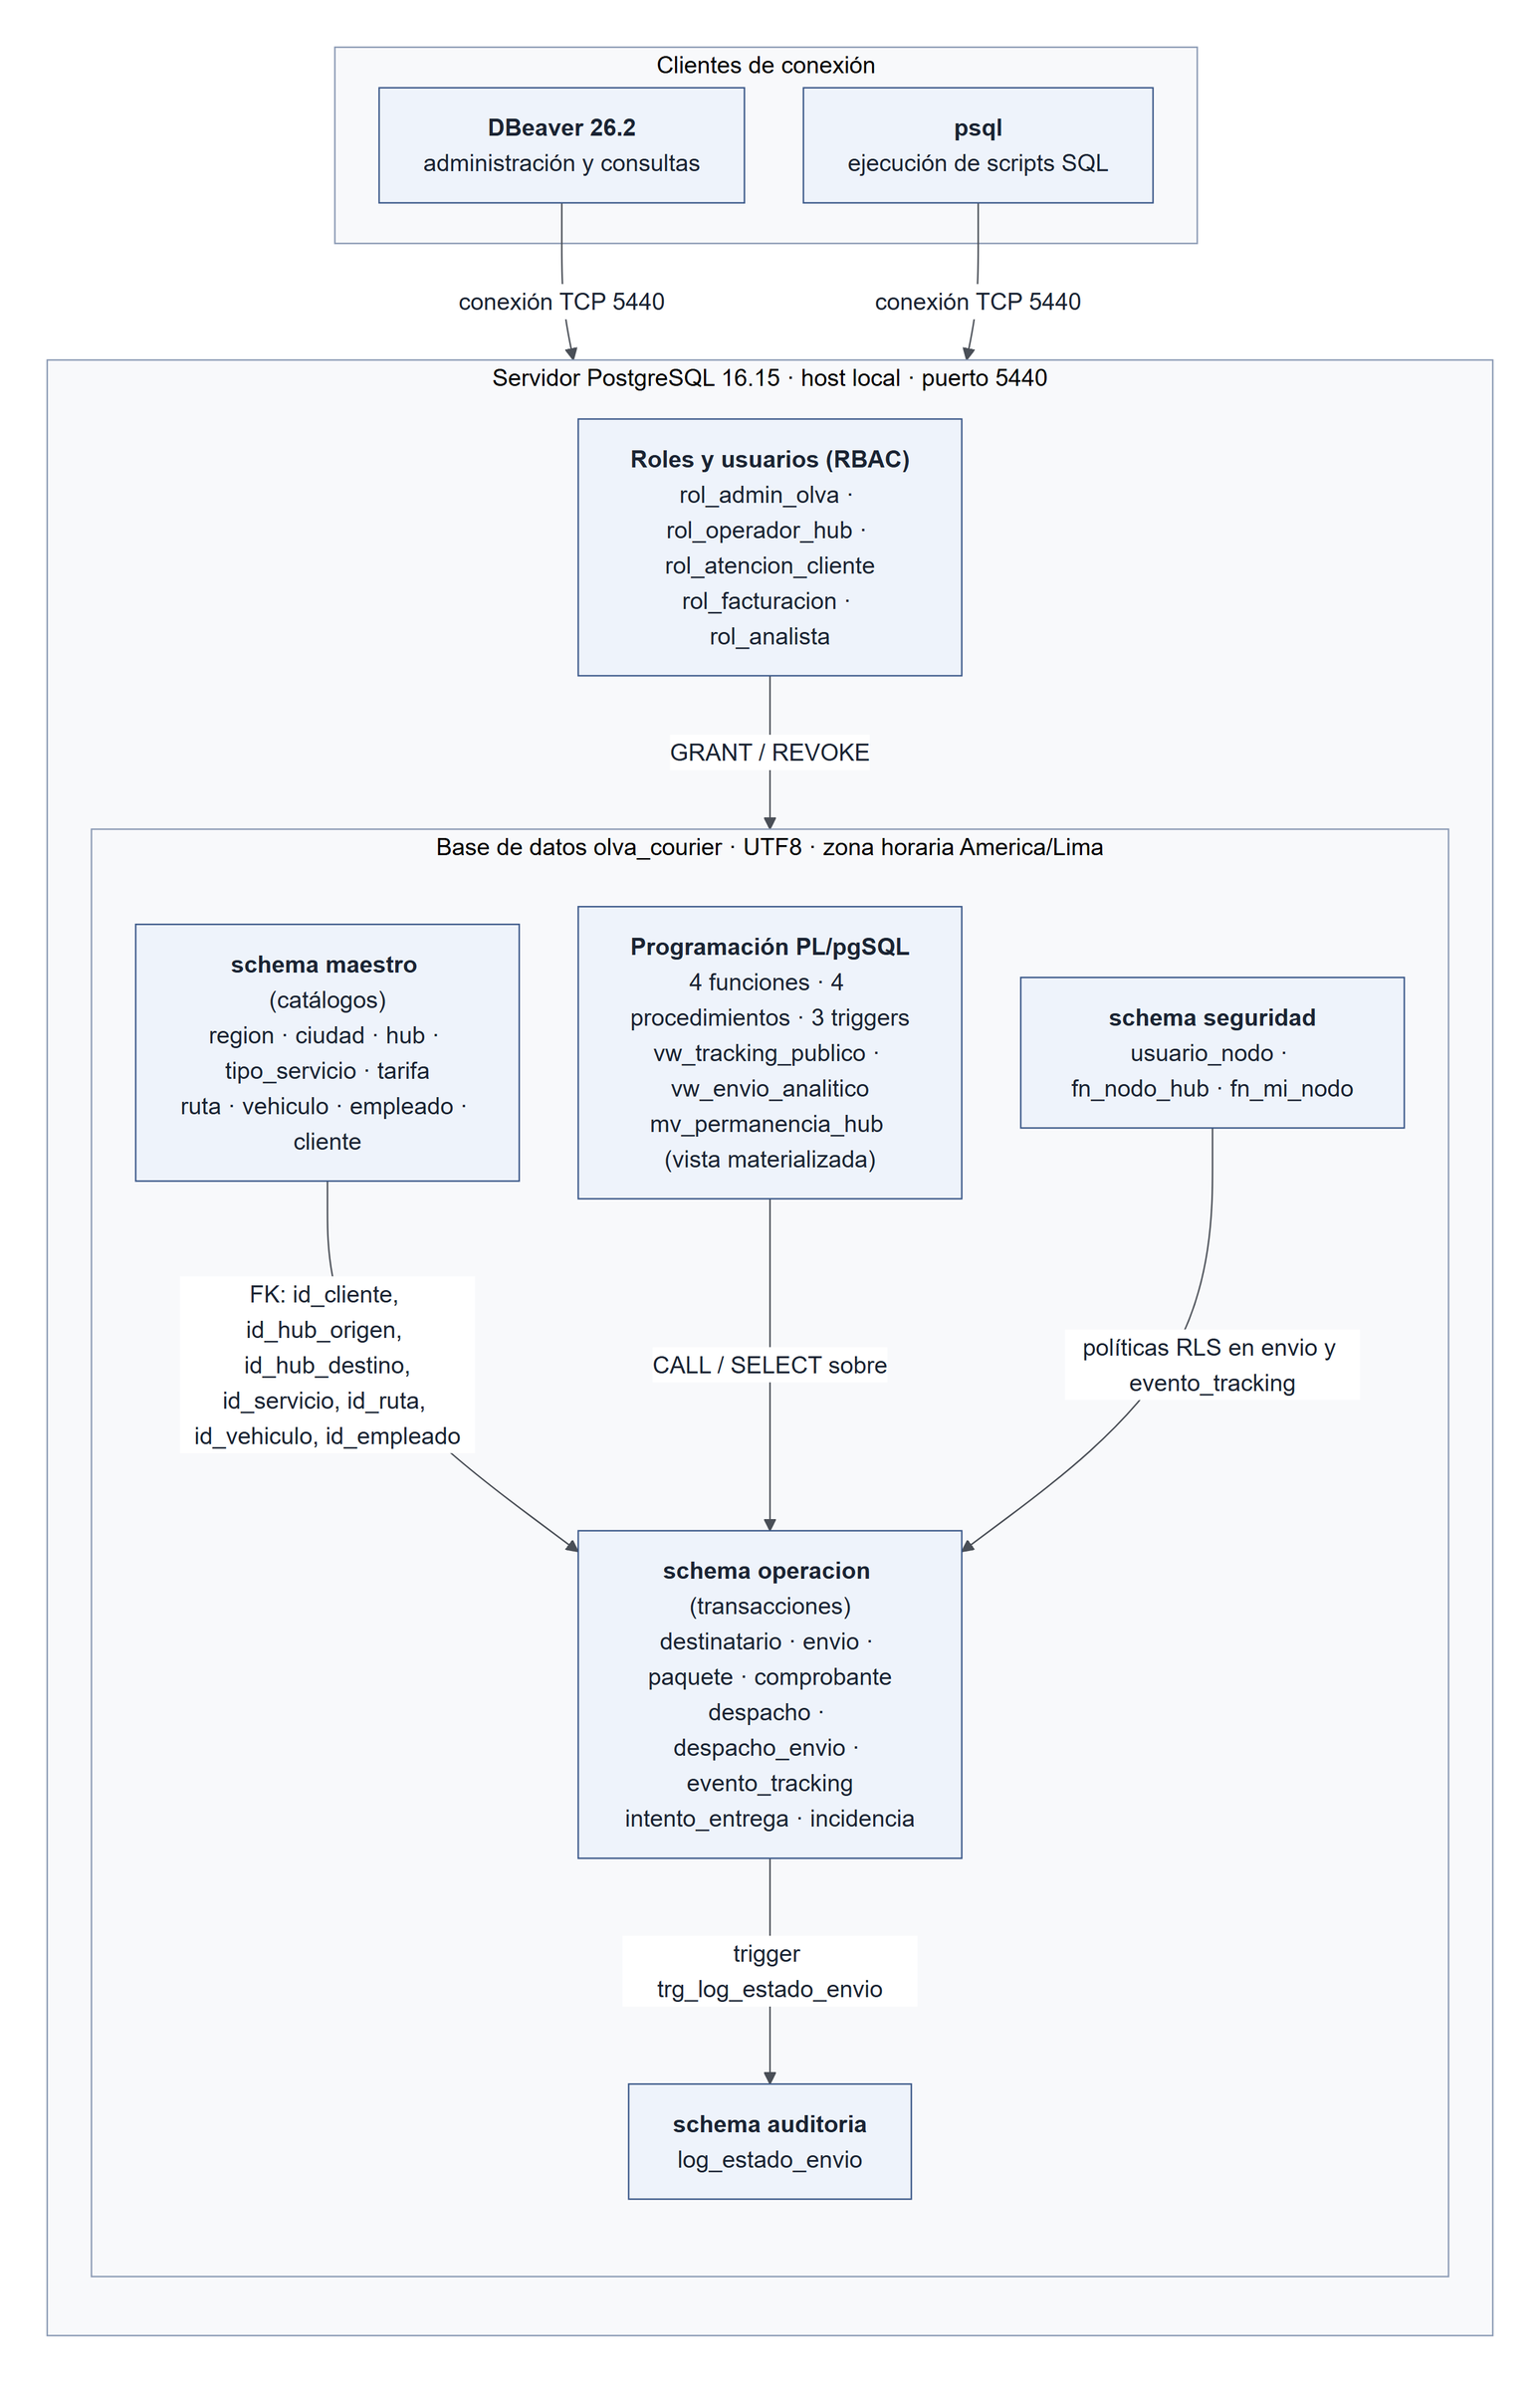 Clientes de conexión
DBeaver 26.2
administración y consultas
psql
ejecución de scripts SQL
conexión TCP 5440
conexión TCP 5440
Servidor PostgreSQL 16.15 · host local · puerto 5440
Roles y usuarios (RBAC)
rol_admin_olva ·
rol_operador_hub ·
rol_atencion_cliente
rol_facturacion ·
rol_analista
GRANT / REVOKE
Base de datos olva_courier · UTF8 · zona horaria America/Lima
schema maestro
(catálogos)
region · ciudad · hub ·
tipo_servicio · tarifa
ruta · vehiculo · empleado ·
cliente
Programación PL/pgSQL
4 funciones · 4
procedimientos · 3 triggers
vw_tracking_publico ·
vw_envio_analitico
mv_permanencia_hub
(vista materializada)
schema seguridad
usuario_nodo ·
fn_nodo_hub · fn_mi_nodo
FK: id_cliente,
id_hub_origen,
id_hub_destino,
id_servicio, id_ruta,
id_vehiculo, id_empleado
CALL / SELECT sobre
políticas RLS en envio y
evento_tracking
schema operacion
(transacciones)
destinatario · envio ·
paquete · comprobante
despacho ·
despacho_envio ·
evento_tracking
intento_entrega · incidencia
trigger
trg_log_estado_envio
schema auditoria
log_estado_envio